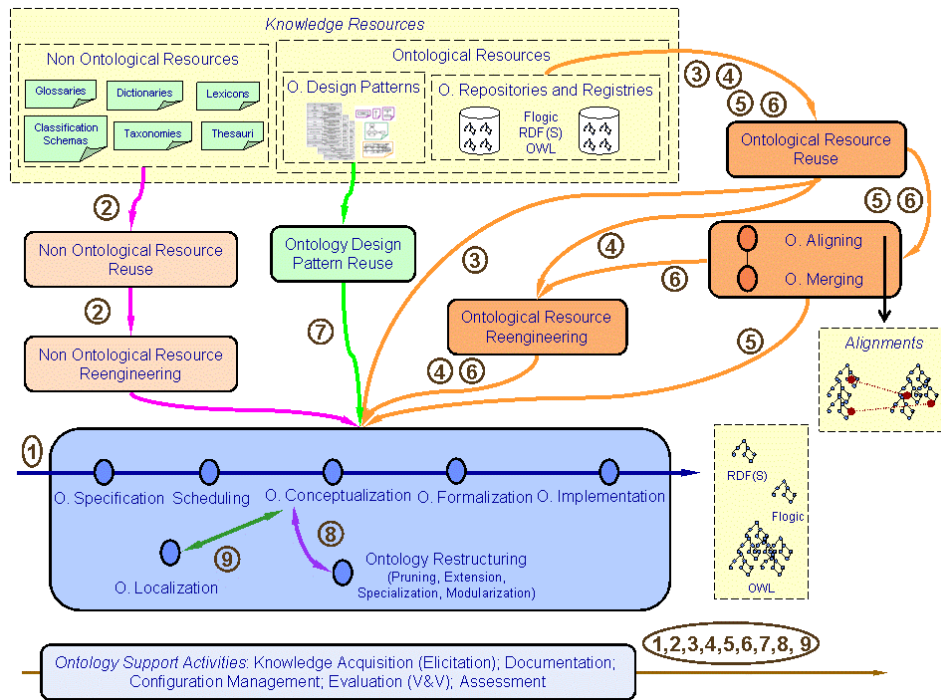 Knowledge Resources
Non Ontological Resources
Glossaries
Dictionaries
Lexicons
Classification
Schemas
Taxonomies
Thesauri
Ontological Resources
O. Design Patterns
O. Repositories and Registries
Flogic
RDF(S)
OWL
3 4
5 6
Ontological Resource
Reuse
5 6
2
Non Ontological Resource
Reuse
2
Non Ontological Resource
Reengineering
Ontology Design
Pattern Reuse
7
3
4
6
O. Aligning
O. Merging
Ontological Resource
Reengineering
4 6
5
Alignments
1
O. Specification
Scheduling
O. Conceptualization
O. Formalization
O. Implementation
9
8
O. Localization
Ontology Restructuring
(Pruning, Extension,
Specialization, Modularization)
RDF(S)
Flogic
OWL
1,2,3,4,5,6,7,8, 9
Ontology Support Activities: Knowledge Acquisition (Elicitation); Documentation;
Configuration Management; Evaluation (V&V); Assessment